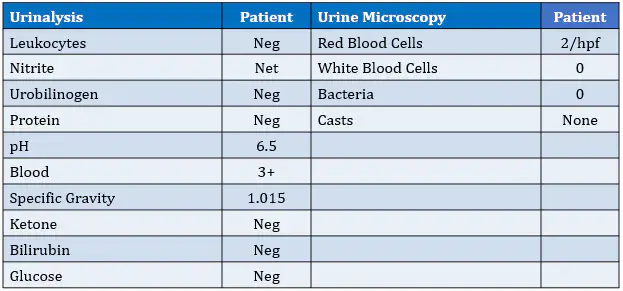 Urinalysis Patient Urine Microscopy Patient
Leukocytes Neg Red Blood Cells 2/hpf
Nitrite Net White Blood Cells 0
Urobilinogen Neg Bacteria 0
Protein Neg Casts None
pH 6.5
Blood 3+
Specific Gravity 1.015
Ketone Neg
Bilirubin Neg
Glucose Neg